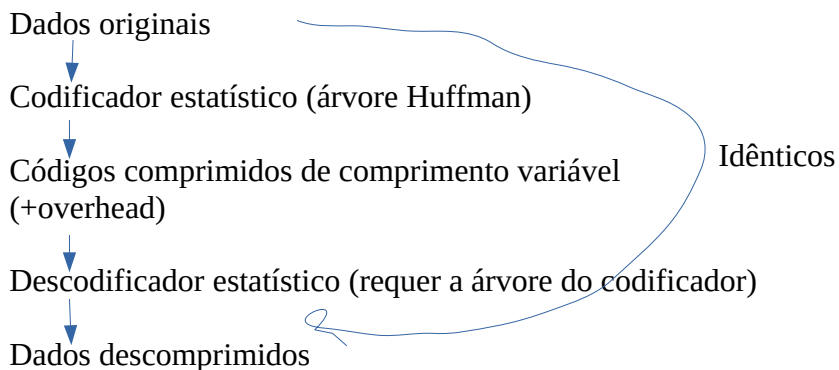 Dados originais
Codificador estatístico (árvore Huffman)
Idênticos
Códigos comprimidos de comprimento variável
(+overhead)
Descodificador estatístico (requer a árvore do codificador)
Dados descomprimidos